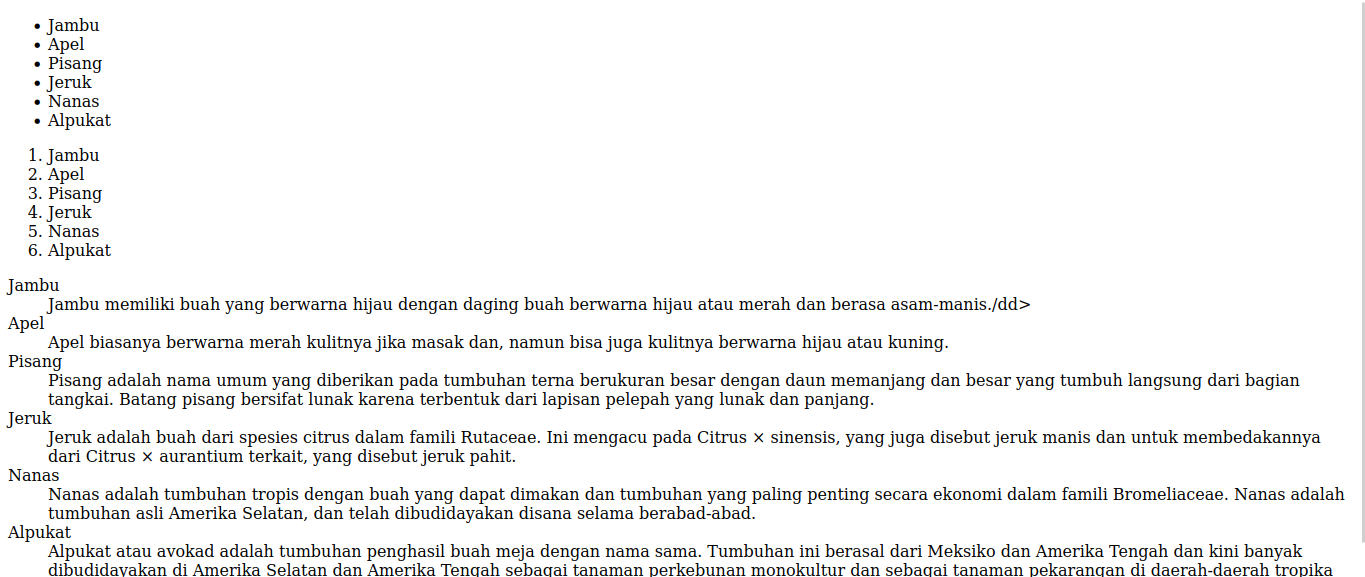 • Jambu
• Apel
• Pisang
• Jeruk
• Nanas
• Alpukat
1. Jambu
2. Apel
3. Pisang
4. Jeruk
5. Nanas
6. Alpukat
Jambu
Jambu memiliki buah yang berwarna hijau dengan daging buah berwarna hijau atau merah dan berasa asam-manis./dd>
Apel
Apel biasanya berwarna merah kulitnya jika masak dan, namun bisa juga kulitnya berwarna hijau atau kuning.
Pisang
Pisang adalah nama umum yang diberikan pada tumbuhan terna berukuran besar dengan daun memanjang dan besar yang tumbuh langsung dari bagian
tangkai. Batang pisang bersifat lunak karena terbentuk dari lapisan pelepah yang lunak dan panjang.
Jeruk
Jeruk adalah buah dari spesies citrus dalam famili Rutaceae. Ini mengacu pada Citrus × sinensis, yang juga disebut jeruk manis dan untuk membedakannya
dari Citrus × aurantium terkait, yang disebut jeruk pahit.
Nanas
Nanas adalah tumbuhan tropis dengan buah yang dapat dimakan dan tumbuhan yang paling penting secara ekonomi dalam famili Bromeliaceae. Nanas adalah
tumbuhan asli Amerika Selatan, dan telah dibudidayakan disana selama berabad-abad.
Alpukat
Alpukat atau avokad adalah tumbuhan penghasil buah meja dengan nama sama. Tumbuhan ini berasal dari Meksiko dan Amerika Tengah dan kini banyak
dibudidayakan di Amerika Selatan dan Amerika Tengah sebagai tanaman perkebunan monokultur dan sebagai tanaman pekarangan di daerah-daerah tropika